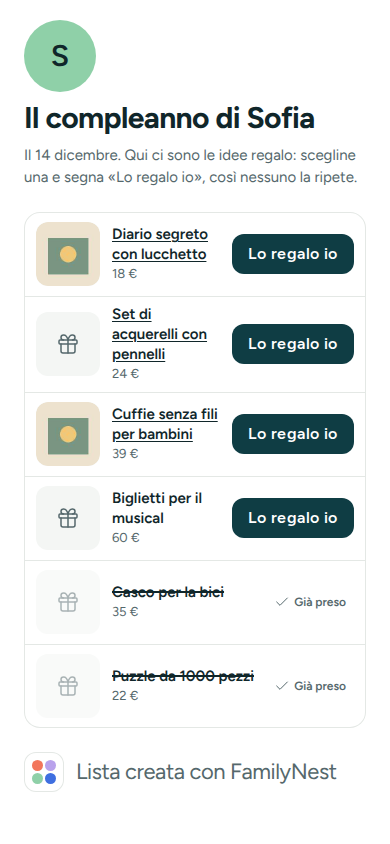 S
Il compleanno di Sofia
Il 14 dicembre. Qui ci sono le idee regalo: scegline
una e segna «Lo regalo io», così nessuno la ripete.
Diario segreto
con lucchetto
18 €
Lo regalo io
Set di
acquerelli con
pennelli
24 €
Lo regalo io
Cuffie senza fili
per bambini
39 €
Lo regalo io
Biglietti per il
musical
60 €
Lo regalo io
Casco per la bici
35 €
Già preso
Puzzle da 1000 pezzi
22 €
Già preso
Lista creata con FamilyNest